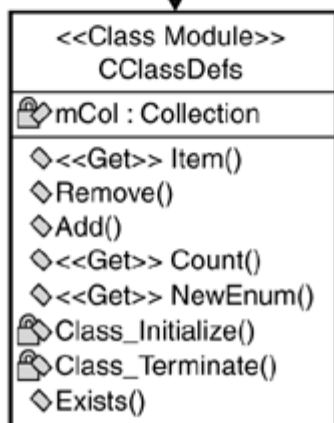 <<Class Module>>
CClassDefs
mCol : Collection
<<Get>> Item()
Remove()
Add()
<<Get>> Count()
<<Get>> NewEnum()
Class_Initialize()
Class_Terminate()
Exists()